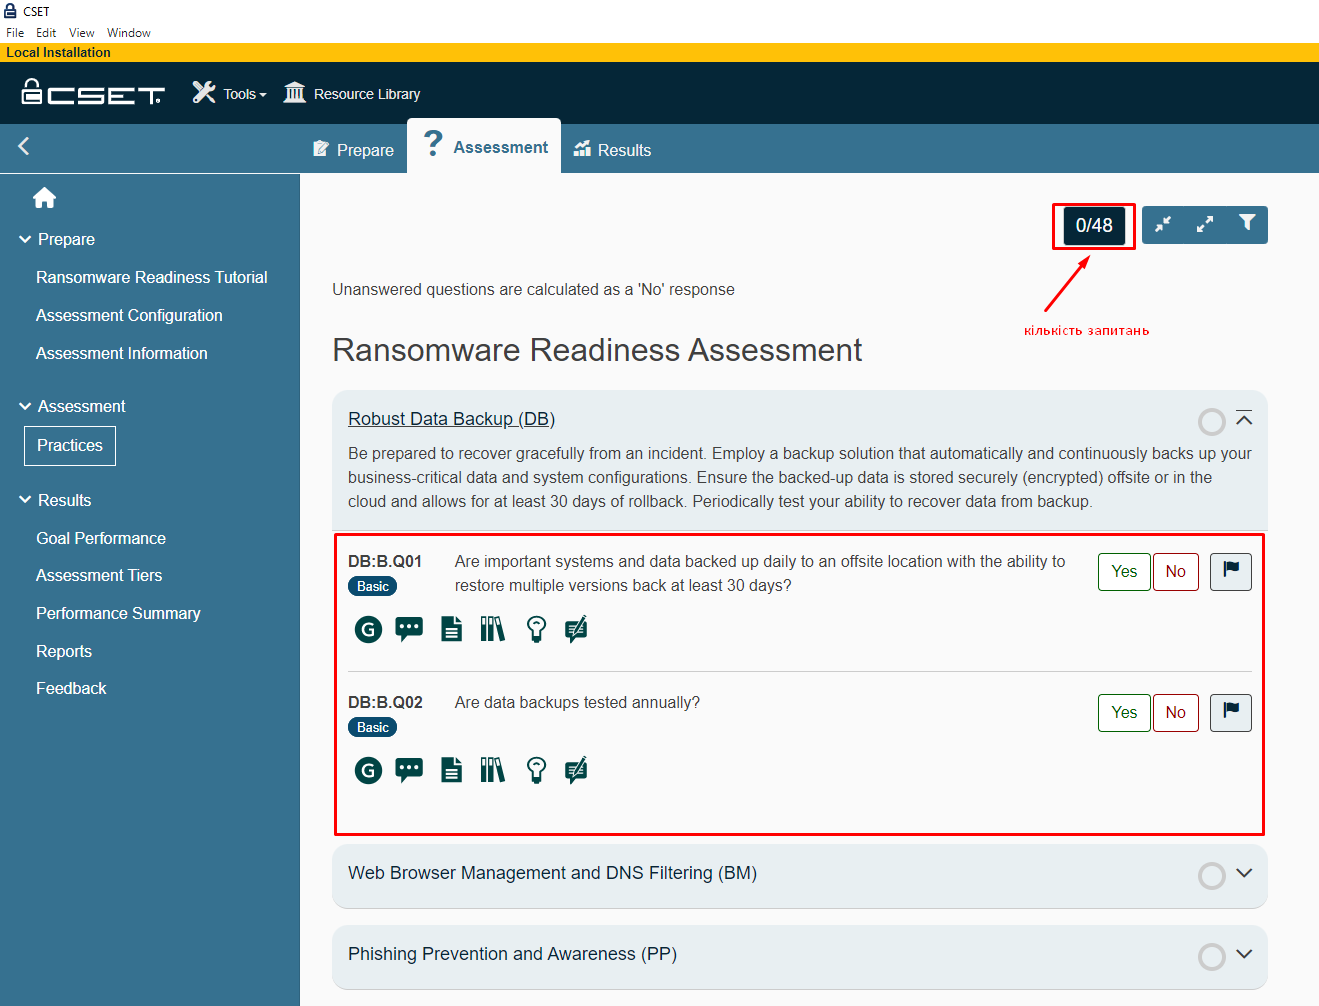 CSET
File Edit View Window
Local Installation
CSET
Tools
Resource Library
Prepare
? Assessment
Results
Prepare
Ransomware Readiness Tutorial
Assessment Configuration
Assessment Information
Assessment
Practices
Results
Goal Performance
Assessment Tiers
Performance Summary
Reports
Feedback
0/48
кількість запитань
Unanswered questions are calculated as a 'No' response
Ransomware Readiness Assessment
Robust Data Backup (DB)
Be prepared to recover gracefully from an incident. Employ a backup solution that automatically and continuously backs up your
business-critical data and system configurations. Ensure the backed-up data is stored securely (encrypted) offsite or in the
cloud and allows for at least 30 days of rollback. Periodically test your ability to recover data from backup.
DB:B.Q01
Basic
Are important systems and data backed up daily to an offsite location with the ability to
restore multiple versions back at least 30 days?
Yes No
G
DB:B.Q02
Basic
Are data backups tested annually?
Yes No
G
Web Browser Management and DNS Filtering (BM)
Phishing Prevention and Awareness (PP)